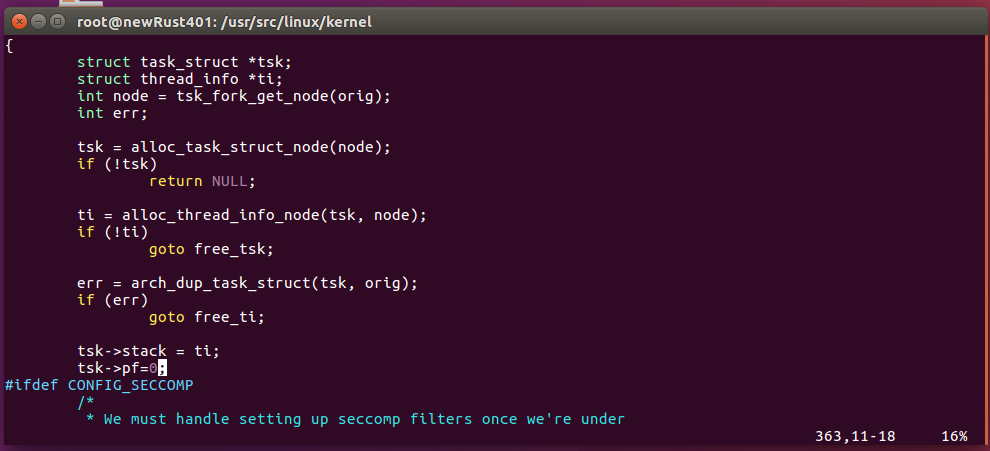 root@newRust401: /usr/src/linux/kernel
{
        struct task_struct *tsk;
        struct thread_info *ti;
        int node = tsk_fork_get_node(orig);
        int err;

        tsk = alloc_task_struct_node(node);
        if (!tsk)
                return NULL;

        ti = alloc_thread_info_node(tsk, node);
        if (!ti)
                goto free_tsk;

        err = arch_dup_task_struct(tsk, orig);
        if (err)
                goto free_ti;

        tsk->stack = ti;
        tsk->pf=0;
#ifdef CONFIG_SECCOMP
        /*
         * We must handle setting up seccomp filters once we're under
363,11-18     16%